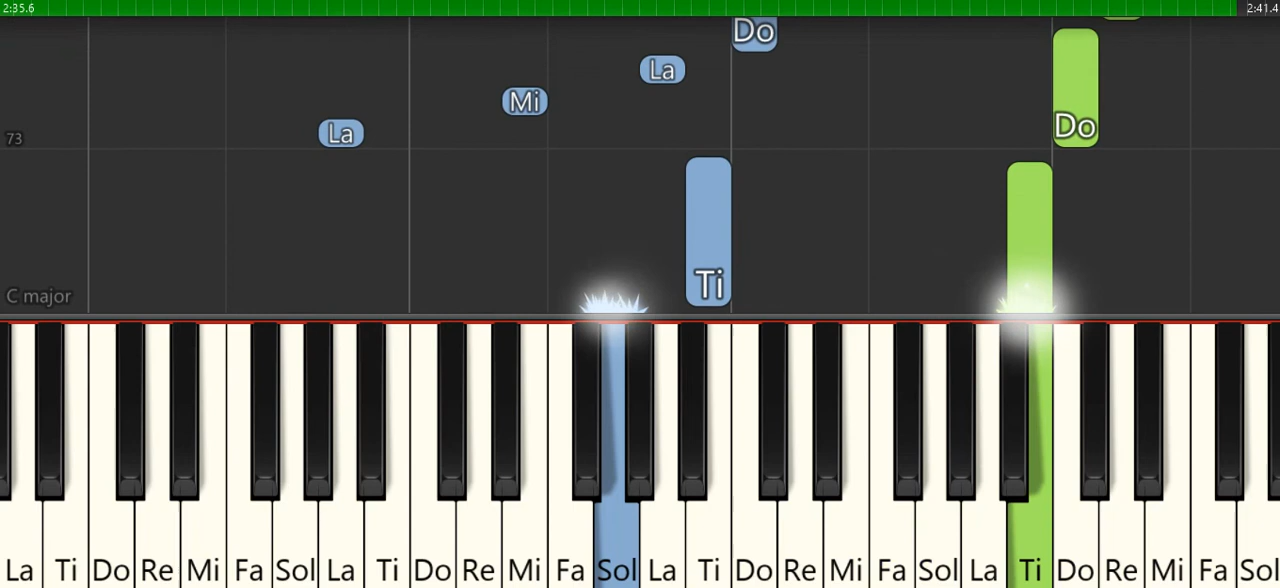 2:35.6 2:41.4
Do
La
Mi
La
Do
73
Ti
C major
La Ti Do Re Mi Fa Sol La Ti Do Re Mi Fa Sol La Ti Do Re Mi Fa Sol La Ti Do Re Mi Fa So